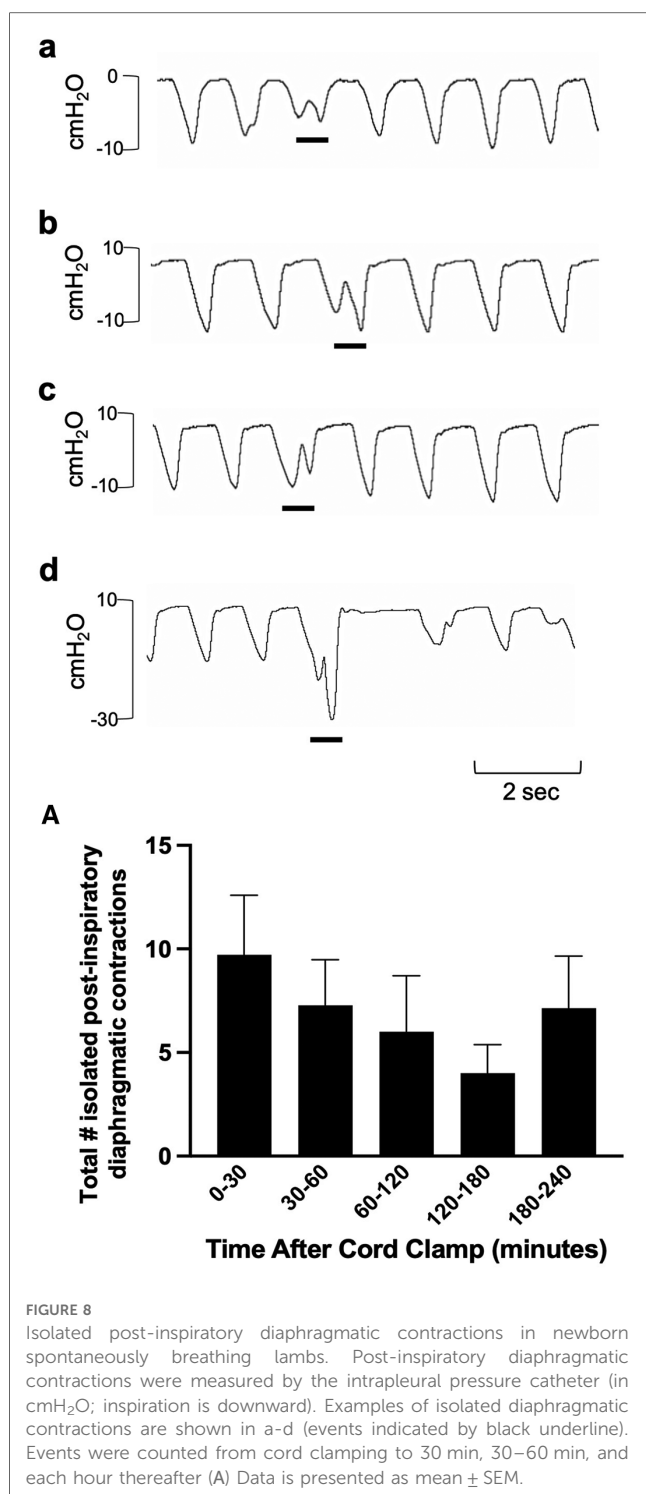 a
0
cmH₂O
-10
b
10
cmH₂O
-10
c
10
cmH₂O
-10
d
10
cmH₂O
-30
2 sec
A
Total # isolated post-inspiratory
diaphragmatic contractions
15
10
5
0
0-30
30-60
60-120
120-180
180-240
Time After Cord Clamp (minutes)
FIGURE 8
Isolated post-inspiratory diaphragmatic contractions in newborn
spontaneously breathing lambs. Post-inspiratory diaphragmatic
contractions were measured by the intrapleural pressure catheter (in
cmH₂O; inspiration is downward). Examples of isolated diaphragmatic
contractions are shown in a-d (events indicated by black underline).
Events were counted from cord clamping to 30 min, 30–60 min, and
each hour thereafter (A) Data is presented as mean ± SEM.